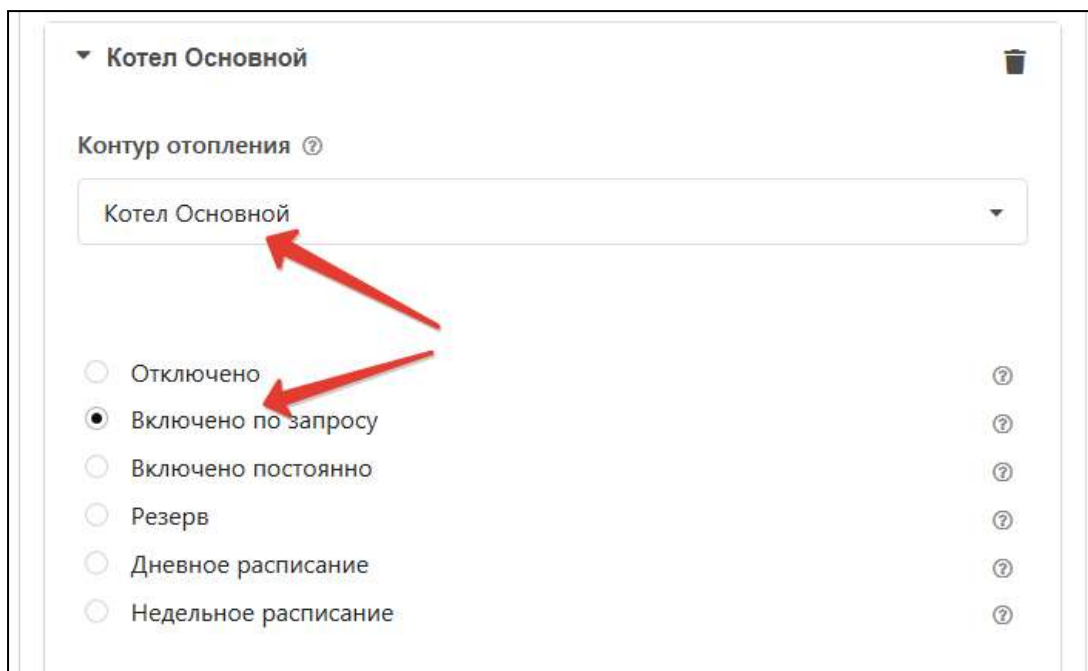 Котел Основной
Контур отопления
Котел Основной
Отключено
Включено по запросу
Включено постоянно
Резерв
Дневное расписание
Недельное расписание